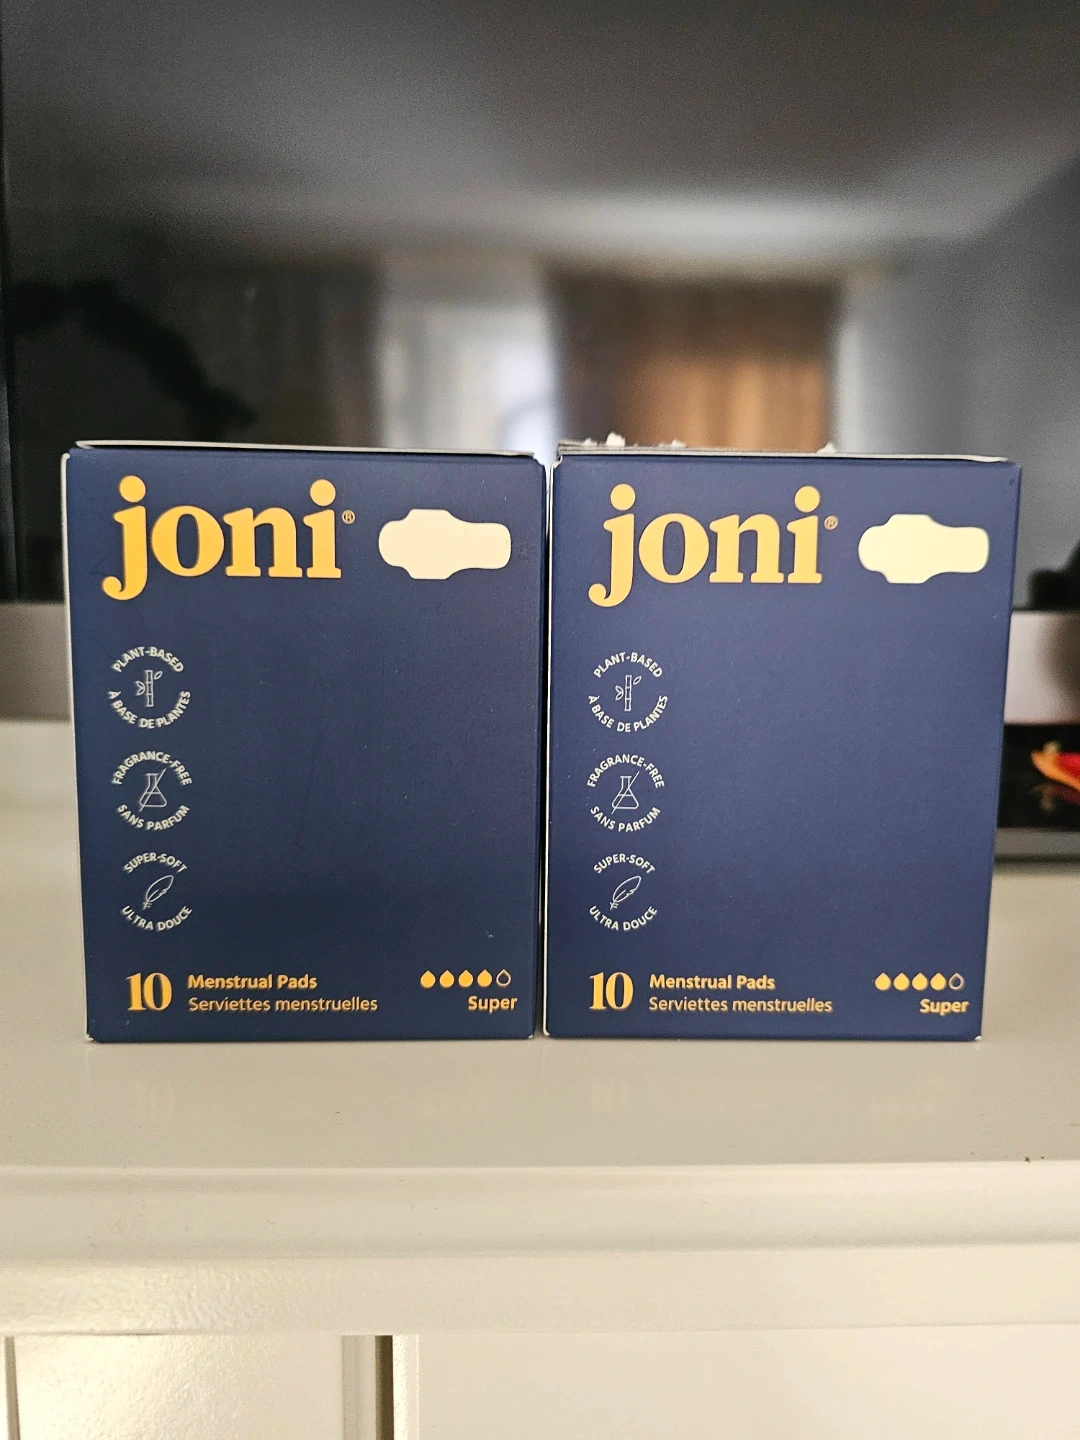 joni®
PLANT-BASED
À BASE DE PLANTES
FRAGRANCE-FREE
SANS PARFUM
SUPER-SOFT
ULTRA DOUCE
10 Menstrual Pads
Serviettes menstruelles
Super
joni®
PLANT-BASED
À BASE DE PLANTES
FRAGRANCE-FREE
SANS PARFUM
SUPER-SOFT
ULTRA DOUCE
10 Menstrual Pads
Serviettes menstruelles
Super